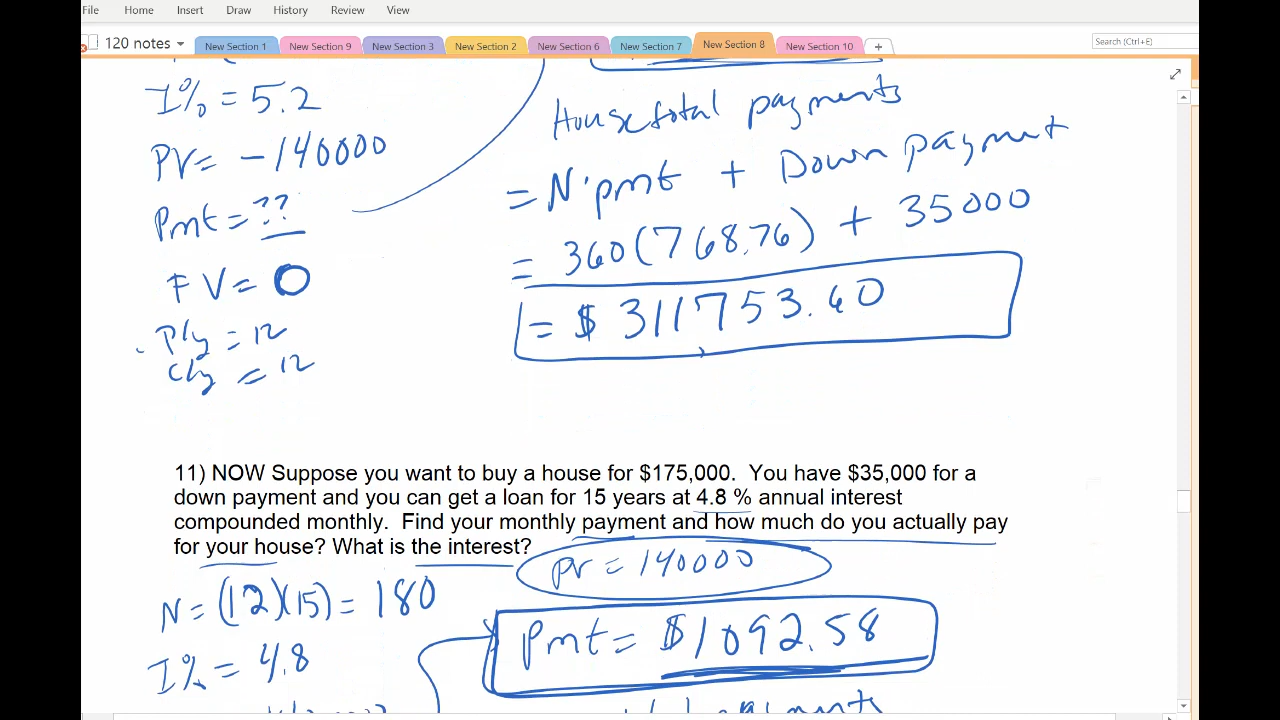 File Home Insert Draw History Review View
120 notes New Section 1 New Section 9 New Section 3 New Section 2 New Section 6 New Section 7 New Section 8 New Section 10 + Search (Ctrl+E)
I% = 5.2
PV = -140000
Pmt = ??
FV = 0
P/y = 12
C/y = 12
House total payments
= N·pmt + Down payment
= 360(768.76) + 35000
= $ 311753.60
11) NOW Suppose you want to buy a house for $175,000. You have $35,000 for a
down payment and you can get a loan for 15 years at 4.8 % annual interest
compounded monthly. Find your monthly payment and how much do you actually pay
for your house? What is the interest?
pv = 140000
N = (12)(15) = 180
Pmt = $1092.58
I% = 4.8
payments